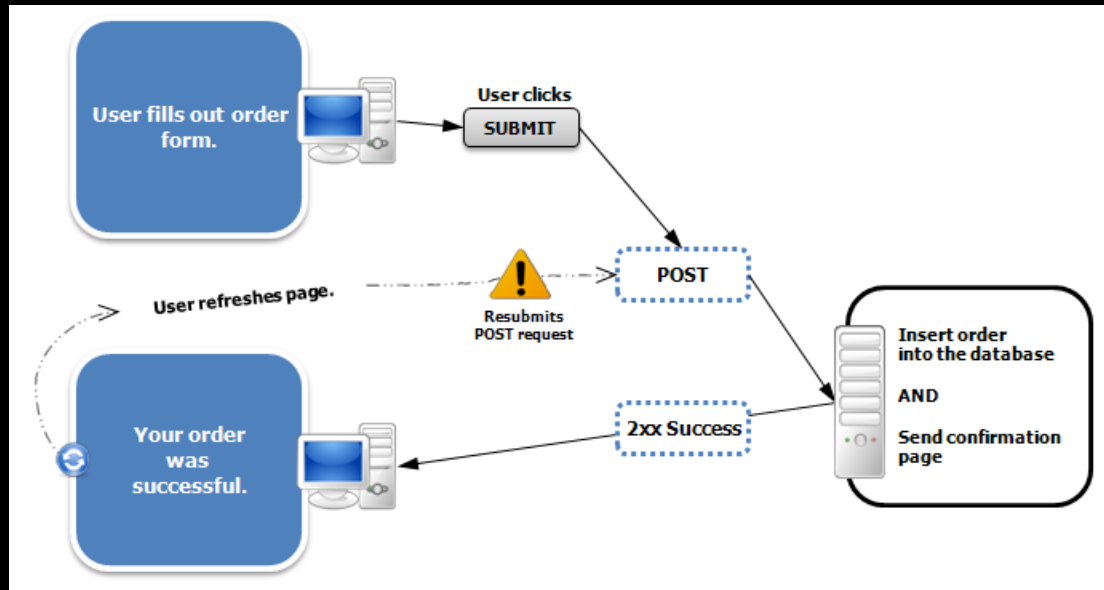 User fills out order
form.
User clicks
SUBMIT
POST
User refreshes page.
Resubmits
POST request
Insert order
into the database
AND
Send confirmation
page
2xx Success
Your order
was
successful.